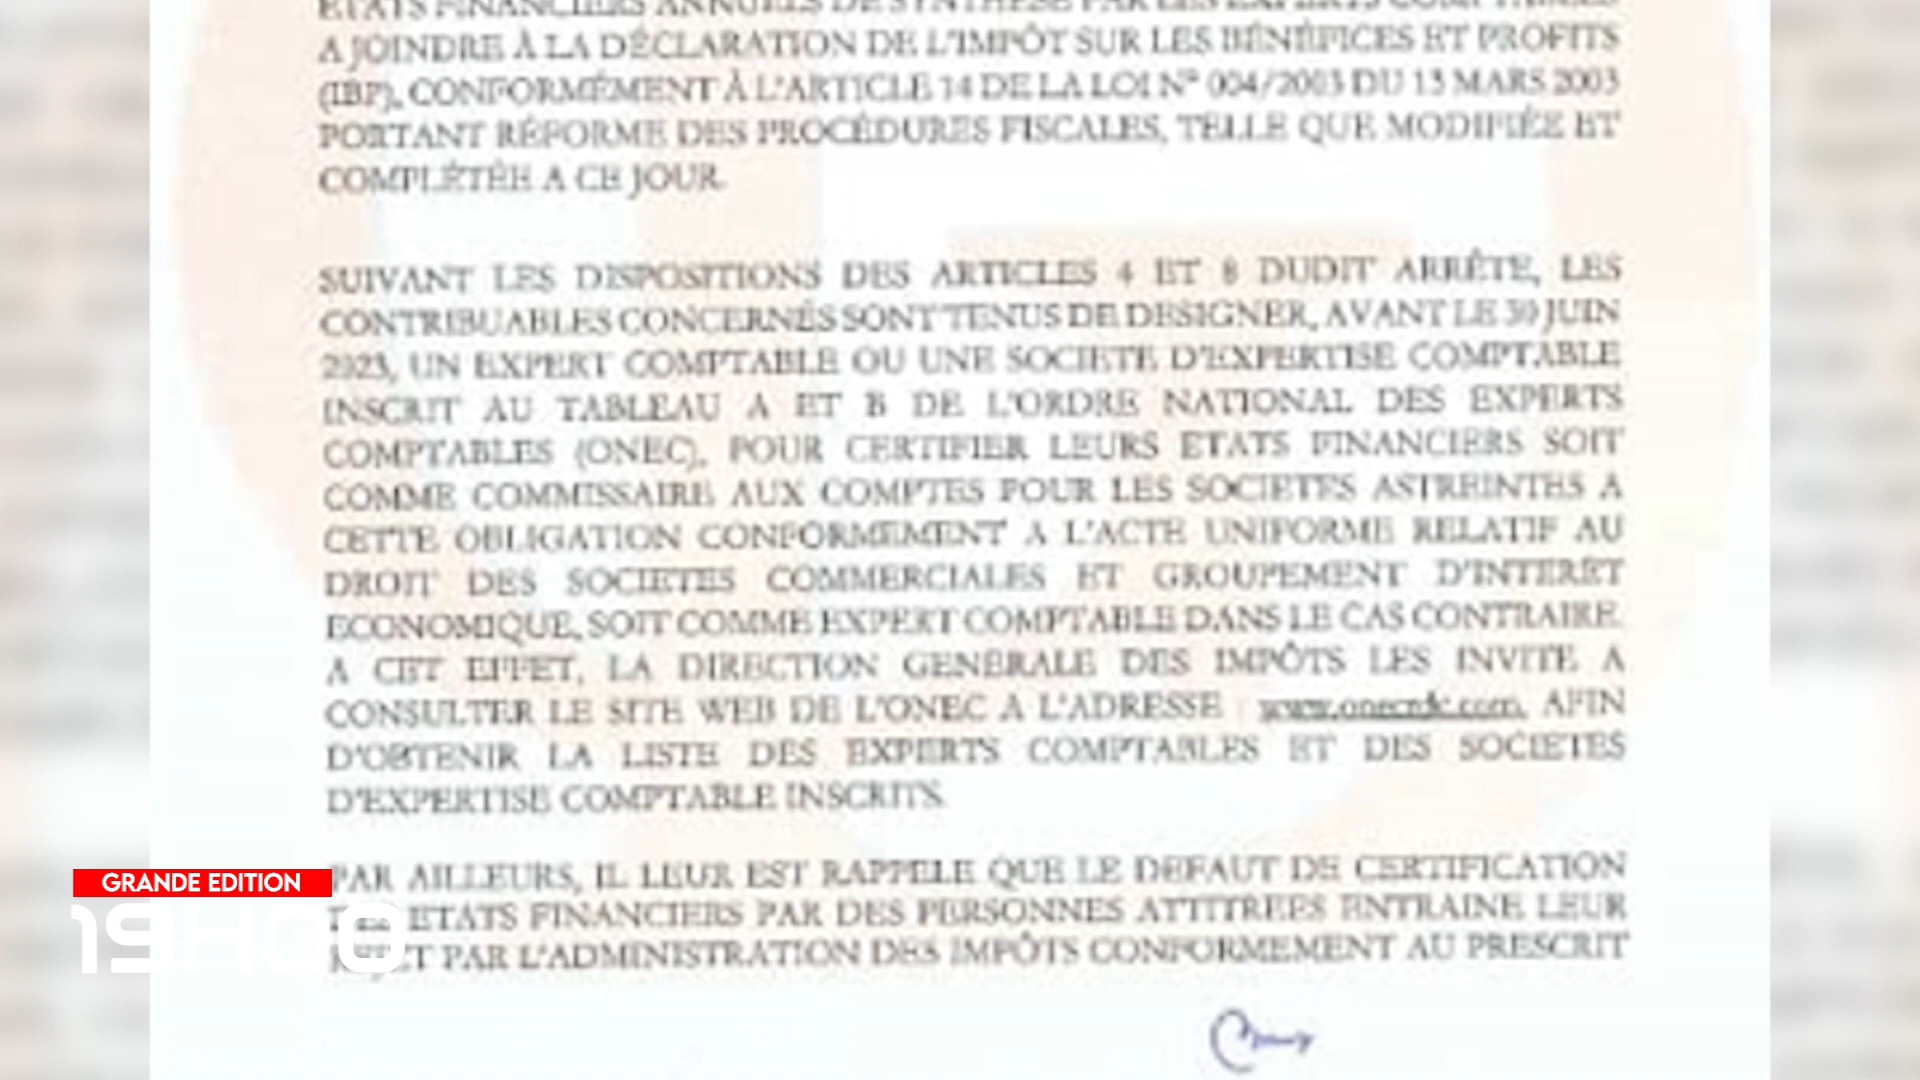 ETATS FINANCIERS ANNUELS DE SYNTHESE PAR LES EXPERTS COMPTABLES
A JOINDRE À LA DÉCLARATION DE L'IMPÔT SUR LES BÉNÉFICES ET PROFITS
(IBP), CONFORMÉMENT À L'ARTICLE 14 DE LA LOI N° 004/2003 DU 13 MARS 2003
PORTANT RÉFORME DES PROCÉDURES FISCALES, TELLE QUE MODIFIÉE ET
COMPLÉTÉE A CE JOUR.
SUIVANT LES DISPOSITIONS DES ARTICLES 4 ET 8 DUDIT ARRÊTE, LES
CONTRIBUABLES CONCERNÉS SONT TENUS DE DESIGNER, AVANT LE 30 JUIN
2023, UN EXPERT COMPTABLE OU UNE SOCIETE D'EXPERTISE COMPTABLE
INSCRIT AU TABLEAU A ET B DE L'ORDRE NATIONAL DES EXPERTS
COMPTABLES (ONEC), POUR CERTIFIER LEURS ETATS FINANCIERS SOIT
COMME COMMISSAIRE AUX COMPTES POUR LES SOCIETES ASTREINTES A
CETTE OBLIGATION CONFORMEMENT A L'ACTE UNIFORME RELATIF AU
DROIT DES SOCIETES COMMERCIALES ET GROUPEMENT D'INTERÊT
ECONOMIQUE, SOIT COMME EXPERT COMPTABLE DANS LE CAS CONTRAIRE.
A CET EFFET, LA DIRECTION GENERALE DES IMPÔTS LES INVITE A
CONSULTER LE SITE WEB DE L'ONEC A L'ADRESSE : www.onecrdc.com, AFIN
D'OBTENIR LA LISTE DES EXPERTS COMPTABLES ET DES SOCIETES
D'EXPERTISE COMPTABLE INSCRITS.
PAR AILLEURS, IL LEUR EST RAPPELE QUE LE DEFAUT DE CERTIFICATION
DES ETATS FINANCIERS PAR DES PERSONNES ATTITREES ENTRAINE LEUR
REJET PAR L'ADMINISTRATION DES IMPÔTS CONFORMEMENT AU PRESCRIT
GRANDE EDITION
19H00